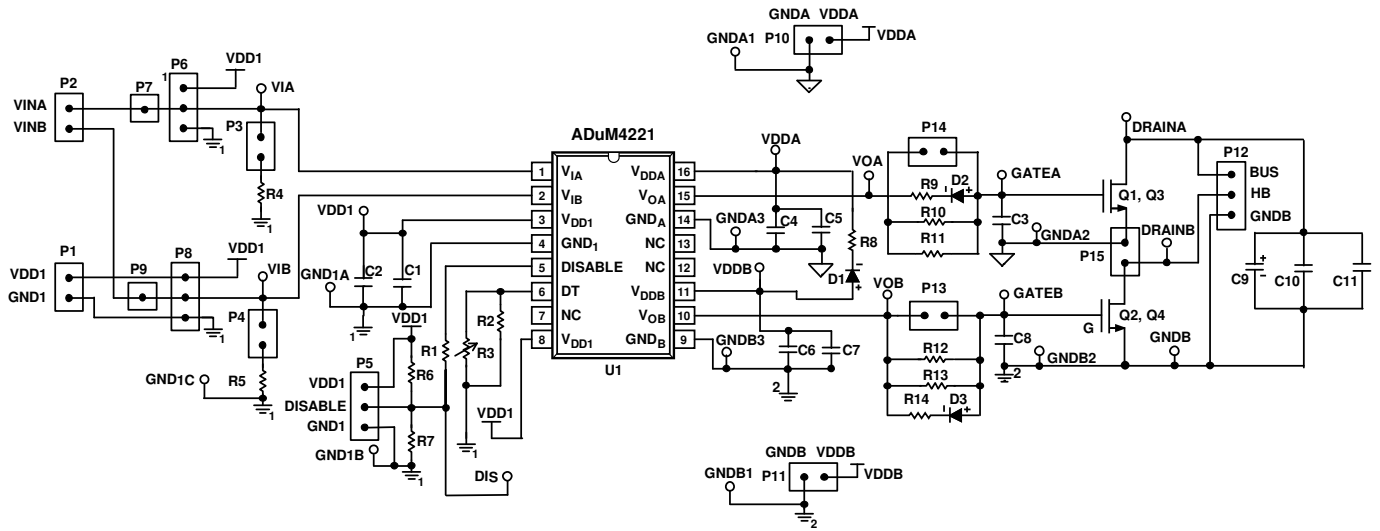 GNDA VDDA
GNDA1
P10
VDDA
P2
VINA
VINB
P7
P6
1
VDD1
VIA
P3
R4
1
1
P1
VDD1
GND1
P9
P8
VDD1
VIB
P4
R5
1
1
GND1C
ADuM4221
1 VIA
2 VIB
3 VDD1
4 GND1
5 DISABLE
6 DT
7 NC
8 VDD1
16 VDDA
15 VOA
14 GNDA
13 NC
12 NC
11 VDDB
10 VOB
9 GNDB
U1
VDD1
GND1A
C2
C1
1
VDD1
R1
R3
R2
R6
R7
P5
VDD1
DISABLE
GND1
GND1B
1
1
VDD1
DIS
VDDA
GNDA3
C4
C5
R8
D1
VDDB
GNDB3
C6
C7
2
VOA
P14
R9
D2
R10
R11
GATEA
C3
GNDA2
VOB
P13
R12
R13
R14
D3
GATEB
C8
2
GNDB2
GNDB
DRAINA
Q1, Q3
P15
DRAINB
G
Q2, Q4
P12
BUS
HB
GNDB
C9
C10
C11
GNDB VDDB
GNDB1
P11
VDDB
2